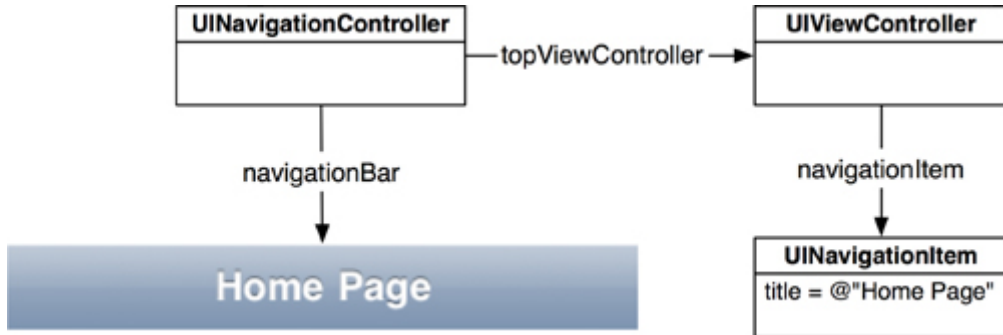 UINavigationController
UIViewController
topViewController
navigationBar
navigationItem
Home Page
UINavigationItem
title = @"Home Page"